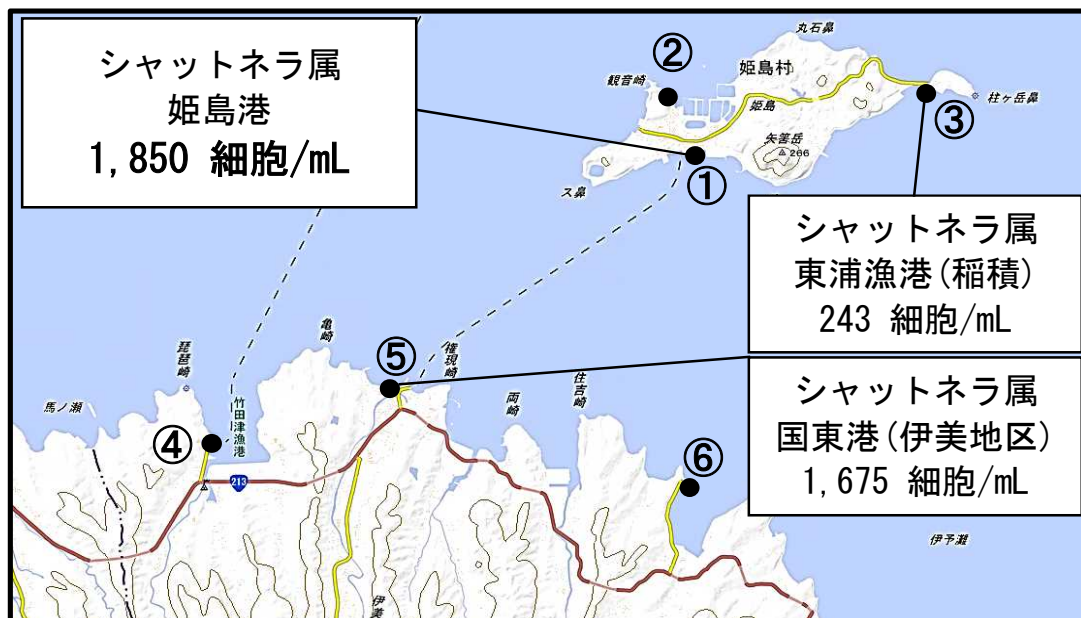 シャットネラ属
姫島港
1,850 細胞/mL
丸石鼻
②
観音崎
姫島村
姫島
柱ヶ岳鼻
③
矢筈岳
266
①
ス鼻
シャットネラ属
東浦漁港(稲積)
243 細胞/mL
亀崎
琵琶崎
⑤
権現崎
住吉崎
両崎
馬ノ瀬
竹田津漁港
④
シャットネラ属
国東港(伊美地区)
1,675 細胞/mL
⑥
213
伊予灘
伊美